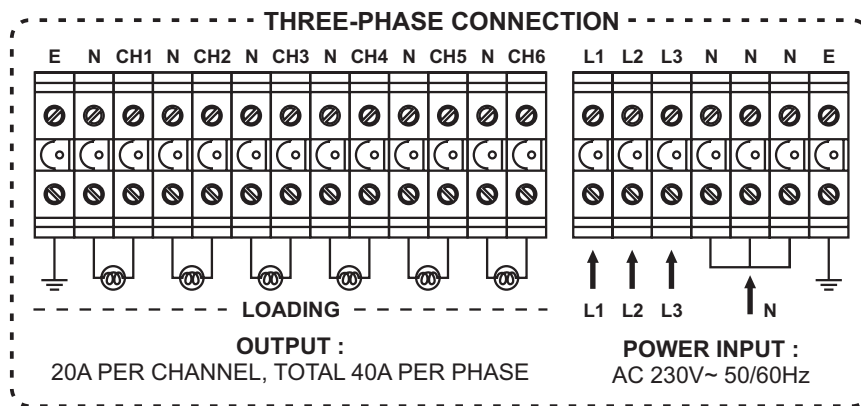 THREE-PHASE CONNECTION
E N CH1 N CH2 N CH3 N CH4 N CH5 N CH6
L1 L2 L3 N N N E
LOADING
L1 L2 L3 N
OUTPUT :
20A PER CHANNEL, TOTAL 40A PER PHASE
POWER INPUT :
AC 230V~ 50/60Hz